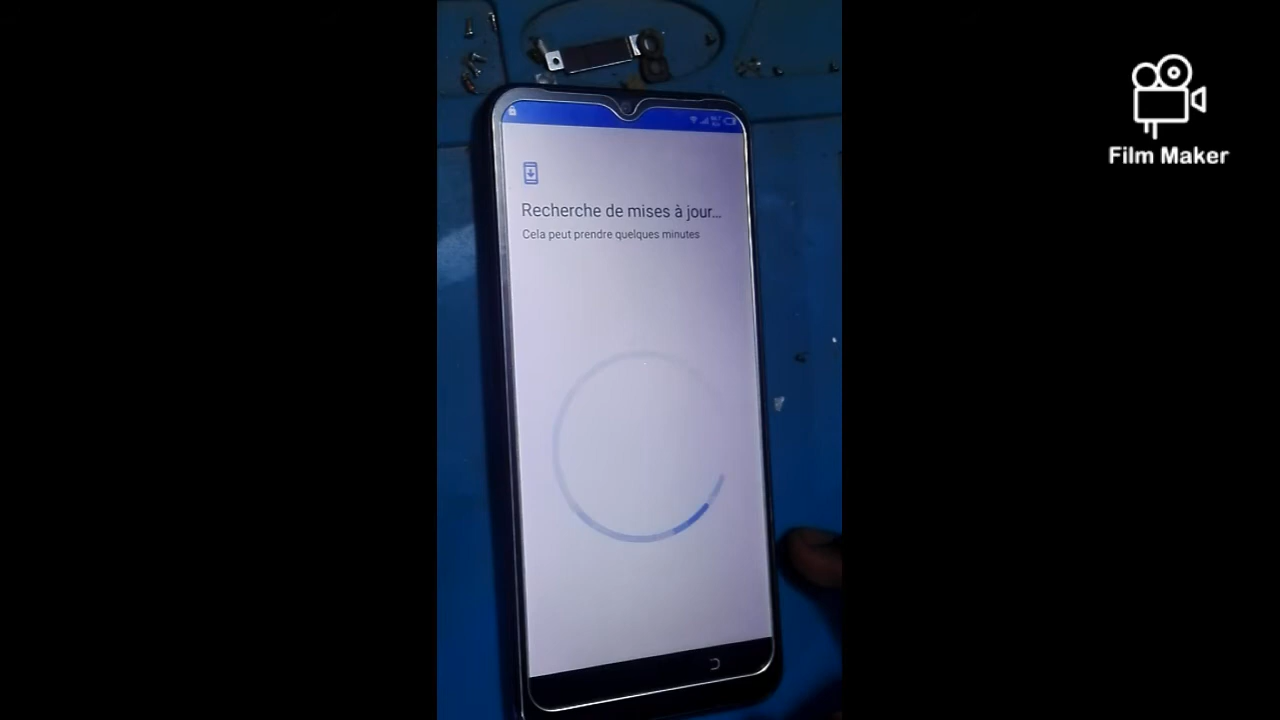 Recherche de mises à jour...
Cela peut prendre quelques minutes
Film Maker